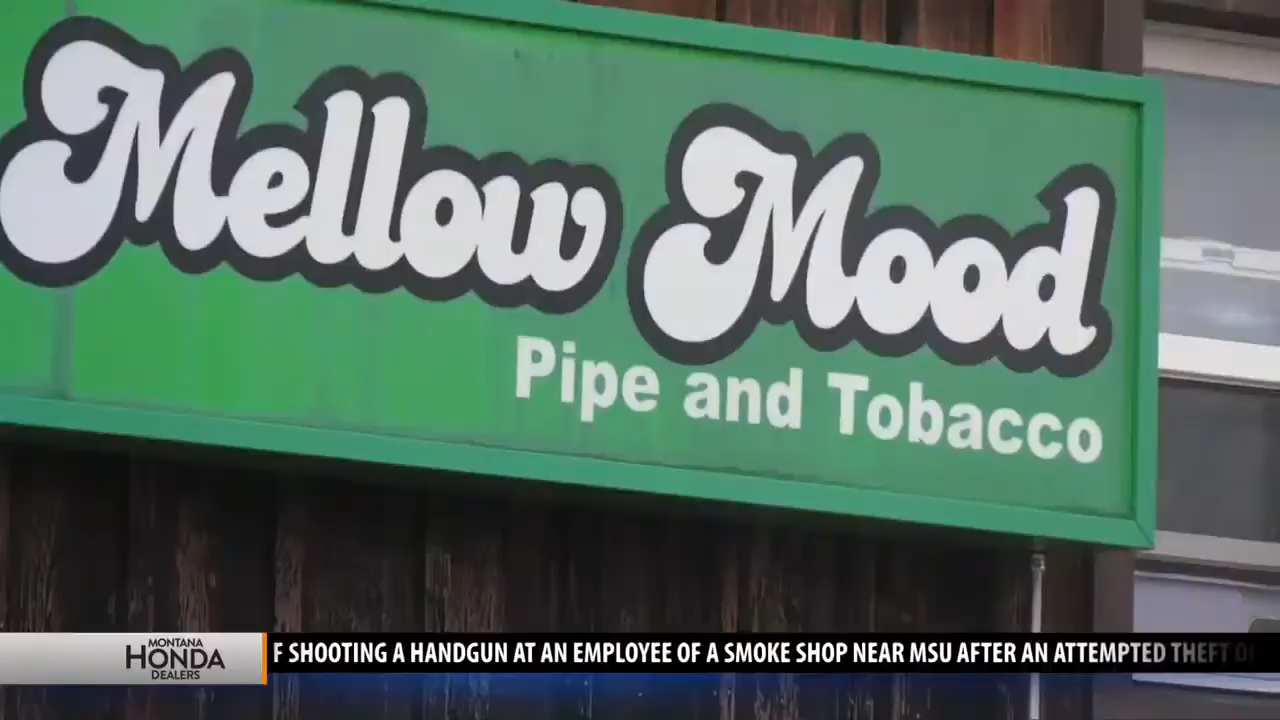 Mellow Mood
Pipe and Tobacco
MONTANA
HONDA
DEALERS
F SHOOTING A HANDGUN AT AN EMPLOYEE OF A SMOKE SHOP NEAR MSU AFTER AN ATTEMPTED THEFT